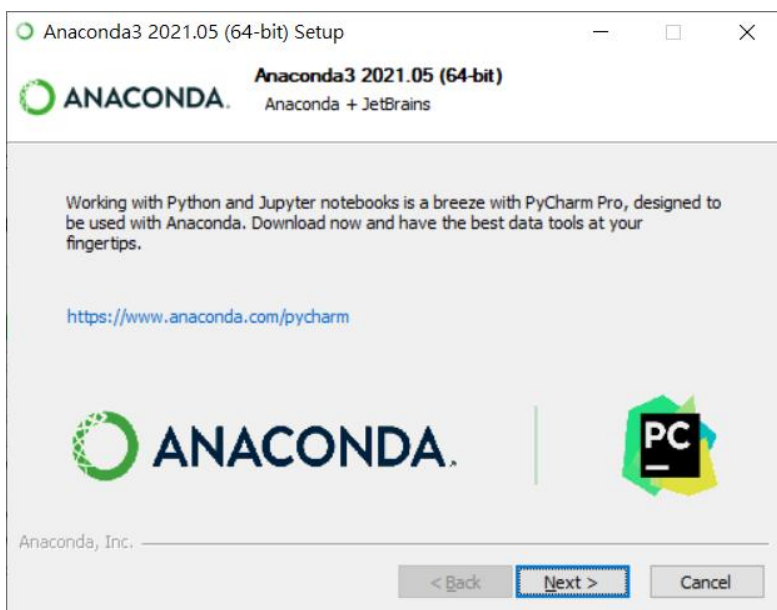 Anaconda3 2021.05 (64-bit) Setup
ANACONDA.
Anaconda3 2021.05 (64-bit)
Anaconda + JetBrains
Working with Python and Jupyter notebooks is a breeze with PyCharm Pro, designed to
be used with Anaconda. Download now and have the best data tools at your
fingertips.
https://www.anaconda.com/pycharm
ANACONDA.
PC
Anaconda, Inc.
< Back
Next >
Cancel